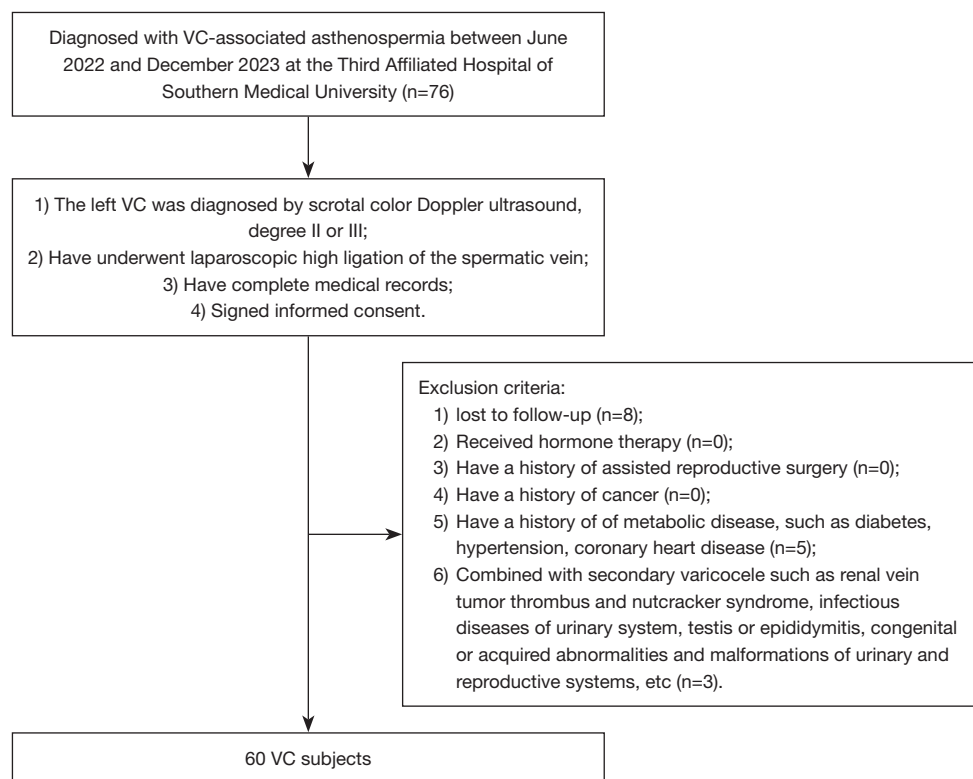 Diagnosed with VC-associated asthenospermia between June
2022 and December 2023 at the Third Affiliated Hospital of
Southern Medical University (n=76)
1) The left VC was diagnosed by scrotal color Doppler ultrasound,
degree II or III;
2) Have underwent laparoscopic high ligation of the spermatic vein;
3) Have complete medical records;
4) Signed informed consent.
Exclusion criteria:
1) lost to follow-up (n=8);
2) Received hormone therapy (n=0);
3) Have a history of assisted reproductive surgery (n=0);
4) Have a history of cancer (n=0);
5) Have a history of of metabolic disease, such as diabetes,
hypertension, coronary heart disease (n=5);
6) Combined with secondary varicocele such as renal vein
tumor thrombus and nutcracker syndrome, infectious
diseases of urinary system, testis or epididymitis, congenital
or acquired abnormalities and malformations of urinary and
reproductive systems, etc (n=3).
60 VC subjects